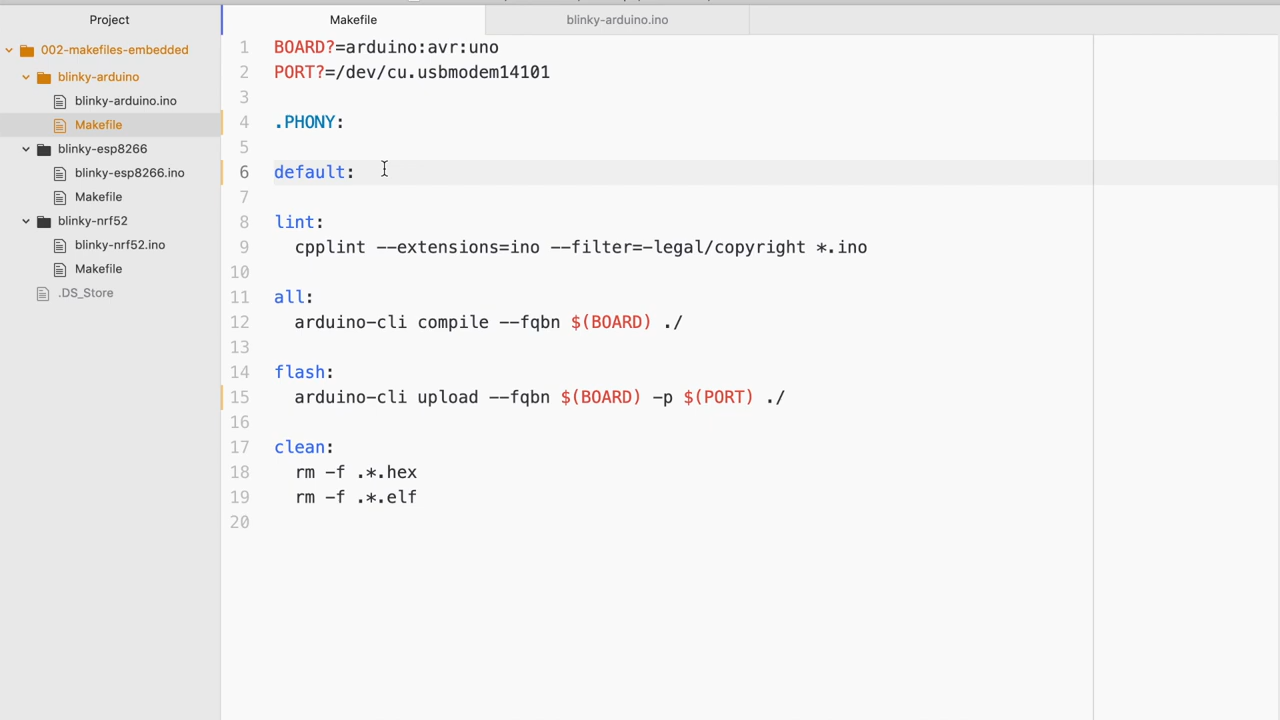 Project
Makefile
blinky-arduino.ino
002-makefiles-embedded
blinky-arduino
blinky-arduino.ino
Makefile
blinky-esp8266
blinky-esp8266.ino
Makefile
blinky-nrf52
blinky-nrf52.ino
Makefile
.DS_Store
1 BOARD?=arduino:avr:uno
2 PORT?=/dev/cu.usbmodem14101
3
4 .PHONY:
5
6 default:
7
8 lint:
9   cpplint --extensions=ino --filter=-legal/copyright *.ino
10
11 all:
12   arduino-cli compile --fqbn $(BOARD) ./
13
14 flash:
15   arduino-cli upload --fqbn $(BOARD) -p $(PORT) ./
16
17 clean:
18   rm -f .*.hex
19   rm -f .*.elf
20